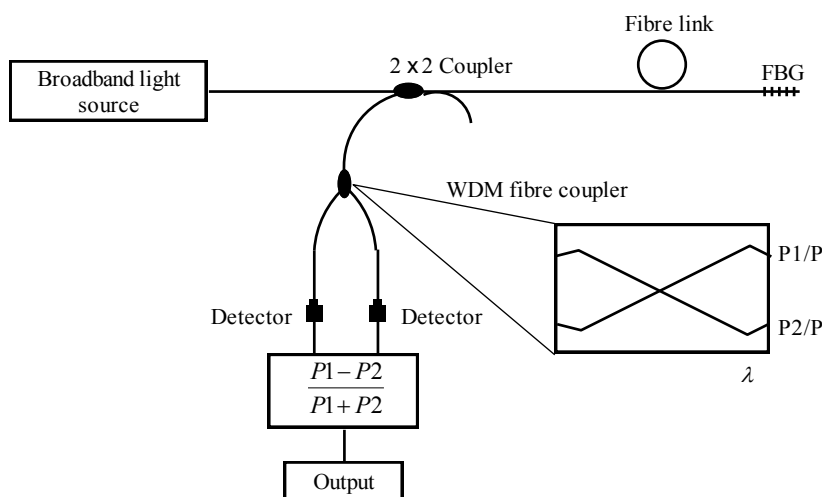 Fibre link
2 x 2 Coupler
FBG
Broadband light
source
WDM fibre coupler
P1/P
P2/P
λ
Detector
Detector
P1 − P2
P1 + P2
Output